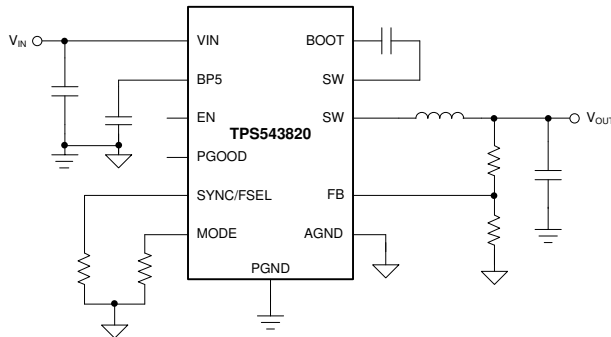 VIN
VIN
BOOT
BP5
SW
EN
SW
VOUT
TPS543820
PGOOD
SYNC/FSEL
FB
MODE
AGND
PGND